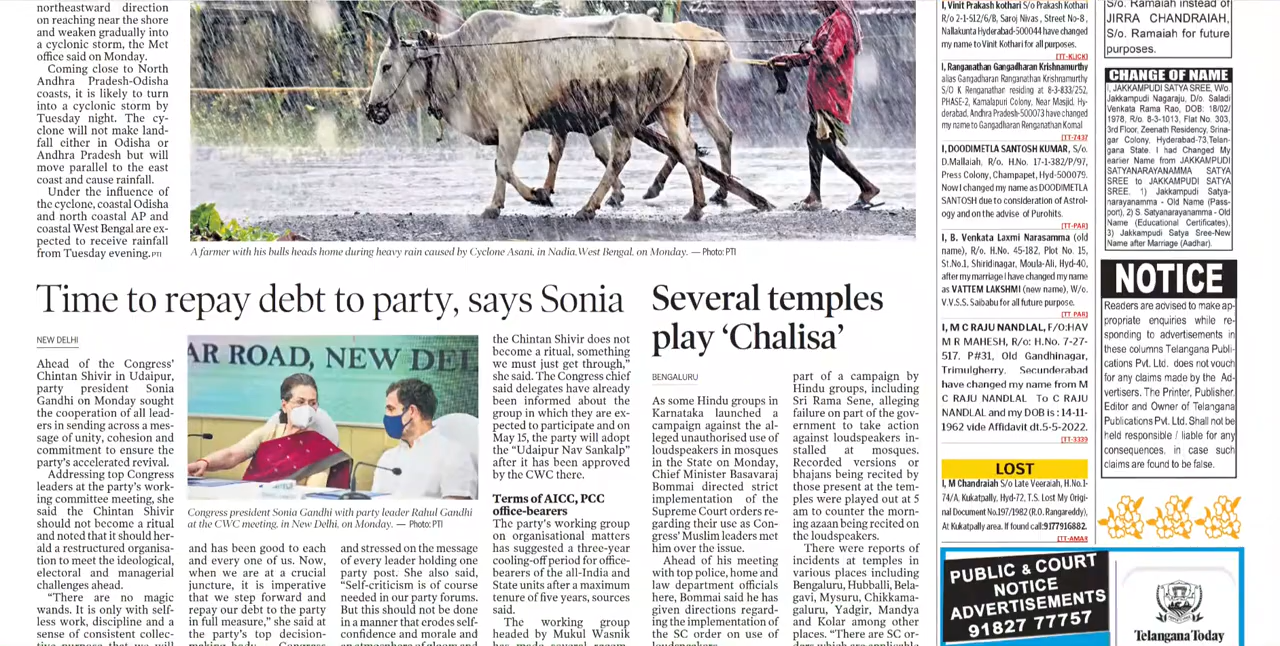 northeastward direction
on reaching near the shore
and weaken gradually into
a cyclonic storm, the Met
office said on Monday.
Coming close to North
Andhra Pradesh-Odisha
coasts, it is likely to turn
into a cyclonic storm by
Tuesday night. The cy-
clone will not make land-
fall either in Odisha or
Andhra Pradesh but will
move parallel to the east
coast and cause rainfall.
Under the influence of
the cyclone, coastal Odisha
and north coastal AP and
coastal West Bengal are ex-
pected to receive rainfall
from Tuesday evening. PTI
A farmer with his bulls heads home during heavy rain caused by Cyclone Asani, in Nadia, West Bengal, on Monday. — Photo: PTI
Time to repay debt to party, says Sonia
NEW DELHI
Ahead of the Congress'
Chintan Shivir in Udaipur,
party president Sonia
Gandhi on Monday sought
the cooperation of all lead-
ers in sending across a mes-
sage of unity, cohesion and
commitment to ensure the
party's accelerated revival.
Addressing top Congress
leaders at the party's work-
ing committee meeting, she
said the Chintan Shivir
should not become a ritual
and noted that it should her-
ald a restructured organisa-
tion to meet the ideological,
electoral and managerial
challenges ahead.
"There are no magic
wands. It is only with self-
less work, discipline and a
sense of consistent collec-
tive purpose that we will
AR ROAD, NEW DEL
Congress president Sonia Gandhi with party leader Rahul Gandhi
at the CWC meeting, in New Delhi, on Monday. — Photo: PTI
and has been good to each
and every one of us. Now,
when we are at a crucial
juncture, it is imperative
that we step forward and
repay our debt to the party
in full measure," she said at
the party's top decision-
making body — Congress
and stressed on the message
of every leader holding one
party post. She also said,
"Self-criticism is of course
needed in our party forums.
But this should not be done
in a manner that erodes self-
confidence and morale and
an atmosphere of gloom and
the Chintan Shivir does not
become a ritual, something
we must just get through,"
she said. The Congress chief
said delegates have already
been informed about the
group in which they are ex-
pected to participate and on
May 15, the party will adopt
the "Udaipur Nav Sankalp"
after it has been approved
by the CWC there.
Terms of AICC, PCC
office-bearers
The party's working group
on organisational matters
has suggested a three-year
cooling-off period for office-
bearers of the all-India and
State units after a maximum
tenure of five years, sources
said.
The working group
headed by Mukul Wasnik
has made several recom-
Several temples
play 'Chalisa'
BENGALURU
As some Hindu groups in
Karnataka launched a
campaign against the al-
leged unauthorised use of
loudspeakers in mosques
in the State on Monday,
Chief Minister Basavaraj
Bommai directed strict
implementation of the
Supreme Court orders re-
garding their use as Con-
gress' Muslim leaders met
him over the issue.
Ahead of his meeting
with top police, home and
law department officials
here, Bommai said he has
given directions regard-
ing the implementation of
the SC order on use of
loudspeakers.
part of a campaign by
Hindu groups, including
Sri Rama Sene, alleging
failure on part of the gov-
ernment to take action
against loudspeakers in-
stalled at mosques.
Recorded versions or
bhajans being recited by
those present at the tem-
ples were played out at 5
am to counter the morn-
ing azaan being recited on
the loudspeakers.
There were reports of
incidents at temples in
various places including
Bengaluru, Hubballi, Bela-
gavi, Mysuru, Chikkama-
galuru, Yadgir, Mandya
and Kolar among other
places. "There are SC or-
ders which are applicable
I, Vinit Prakash kothari S/o Prakash Kothari
R/o 2-1-512/6/B, Saroj Nivas , Street No-8 ,
Nallakunta Hyderabad-500044 have changed
my name to Vinit Kothari for all purposes.
[TT-KLICK]
I, Ranganathan Gangadharan Krishnamurthy
alias Gangadharan Ranganathan Krishnamurthy
S/O K Renganathan residing at 8-3-833/252,
PHASE-2, Kamalapuri Colony, Near Masjid, Hy-
derabad, Andhra Pradesh-500073 have changed
my name to Gangadharan Renganathan Komal
[TT-7437
I, DOODIMETLA SANTOSH KUMAR, S/o.
D.Mallaiah, R/o. H.No. 17-1-382/P/97,
Press Colony, Champapet, Hyd-500079.
Now I changed my name as DOODIMETLA
SANTOSH due to consideration of Astrol-
ogy and on the advise of Purohits.
[TT-PAR]
I, B. Venkata Laxmi Narasamma (old
name), R/o. H.No. 45-182, Plot No. 15,
St.No.1, Shiridinagar, Moula-Ali, Hyd-40,
after my marriage I have changed my name
as VATTEM LAKSHMI (new name), W/o.
V.V.S.S. Saibabu for all future purpose.
[TT-PAR]
I, M C RAJU NANDLAL, F/O:HAV
M R MAHESH, R/o: H.No. 7-27-
517. P#31, Old Gandhinagar,
Trimulgherry. Secunderabad
have changed my name from M
C RAJU NANDLAL To C RAJU
NANDLAL and my DOB is : 14-11-
1962 vide Affidavit dt.5-5-2022.
[TT-3339
LOST
I, M Chandraiah S/o Late Veeraiah, H.No.1-
74/A, Kukatpally, Hyd-72, T.S. Lost My Origi-
nal Document No.197/1982 (R.O. Rangareddy),
At Kukatpally area. If found call:9177916882.
[TT-AMAR
PUBLIC & COURT
NOTICE
ADVERTISEMENTS
91827 77757
S/o. Ramaiah instead of
JIRRA CHANDRAIAH,
S/o. Ramaiah for future
purposes.
CHANGE OF NAME
I, JAKKAMPUDI SATYA SREE, W/o.
Jakkampudi Nagaraju, D/o. Saladi
Venkata Rama Rao, DOB: 18/02/
1978, R/o. 8-3-1013, Flat No. 303,
3rd Floor, Zeenath Residency, Srina-
gar Colony, Hyderabad-73,Telan-
gana State. I had Changed My
earlier Name from JAKKAMPUDI
SATYANARAYANAMMA SATYA
SREE to JAKKAMPUDI SATYA
SREE. 1) Jakkampudi Satya-
narayanamma - Old Name (Pass-
port), 2) S. Satyanarayanamma - Old
Name (Educational Certificates),
3) Jakkampudi Satya Sree-New
Name after Marriage (Aadhar).
NOTICE
Readers are advised to make ap-
propriate enquiries while re-
sponding to advertisements in
these columns Telangana Publi-
cations Pvt. Ltd. does not vouch
for any claims made by the Ad-
vertisers. The Printer, Publisher,
Editor and Owner of Telangana
Publications Pvt. Ltd. Shall not be
held responsible / liable for any
consequences, in case such
claims are found to be false.
Telangana Today